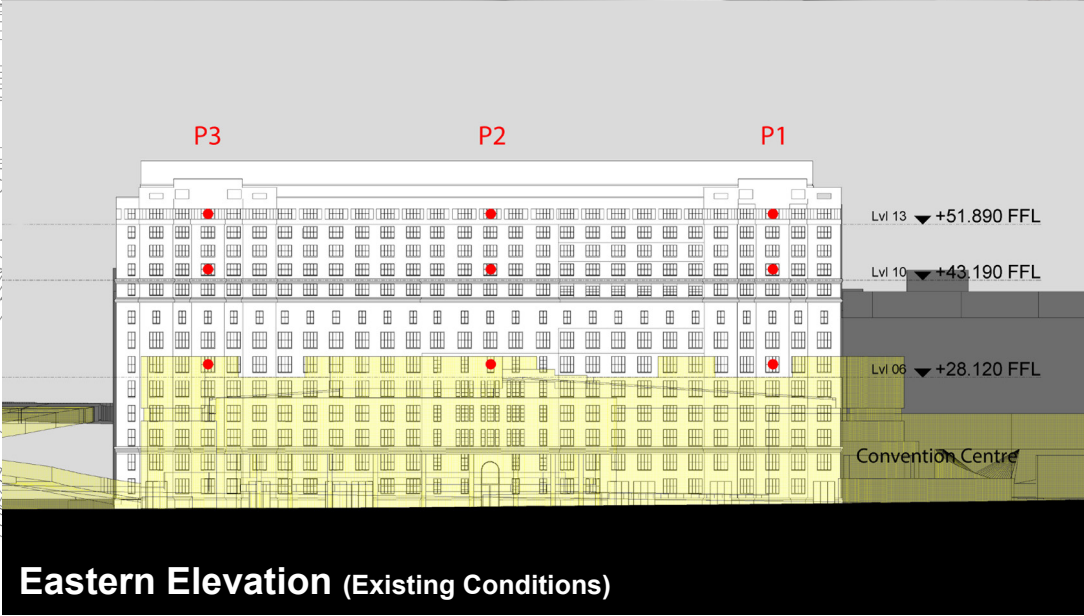 P3 P2 P1
Lvl 13 +51.890 FFL
Lvl 10 +43.190 FFL
Lvl 06 +28.120 FFL
Convention Centre
Eastern Elevation (Existing Conditions)